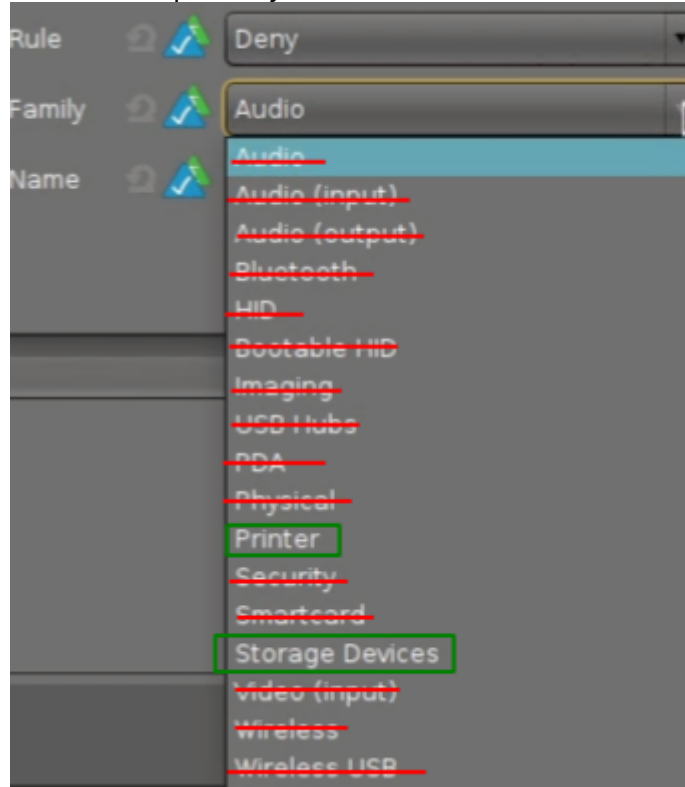 Rule Deny
Family Audio
Name
Audio
Audio (input)
Audio (output)
Bluetooth
HID
Bootable HID
Imaging
USB Hubs
PDA
Physical
Printer
Security
Smartcard
Storage Devices
Video (input)
Wireless
Wireless USB